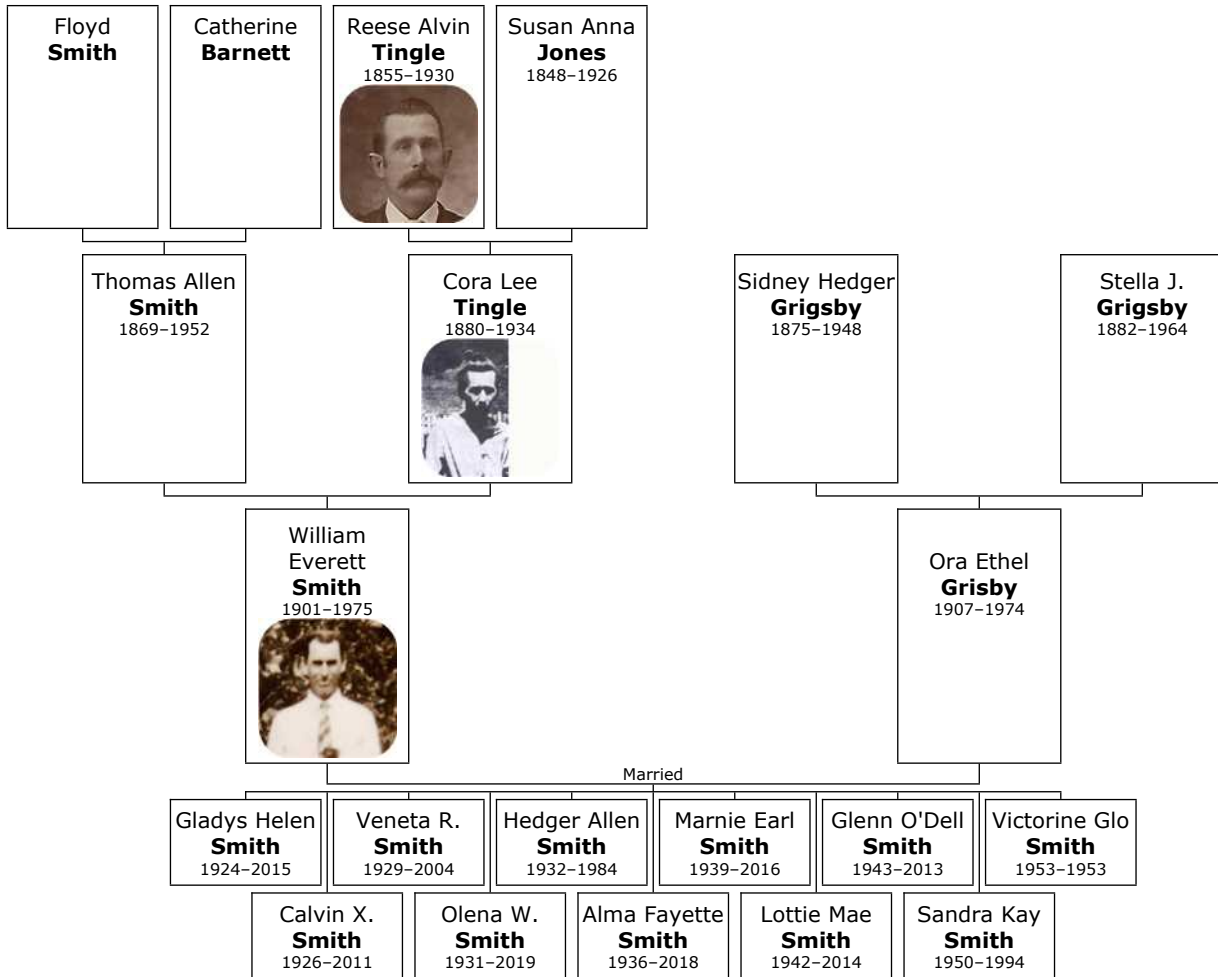 Floyd
Smith
Catherine
Barnett
Reese Alvin
Tingle
1855–1930
Susan Anna
Jones
1848–1926
Thomas Allen
Smith
1869–1952
Cora Lee
Tingle
1880–1934
Sidney Hedger
Grigsby
1875–1948
Stella J.
Grigsby
1882–1964
William
Everett
Smith
1901–1975
Ora Ethel
Grisby
1907–1974
Married
Gladys Helen
Smith
1924–2015
Veneta R.
Smith
1929–2004
Hedger Allen
Smith
1932–1984
Marnie Earl
Smith
1939–2016
Glenn O'Dell
Smith
1943–2013
Victorine Glo
Smith
1953–1953
Calvin X.
Smith
1926–2011
Olena W.
Smith
1931–2019
Alma Fayette
Smith
1936–2018
Lottie Mae
Smith
1942–2014
Sandra Kay
Smith
1950–1994